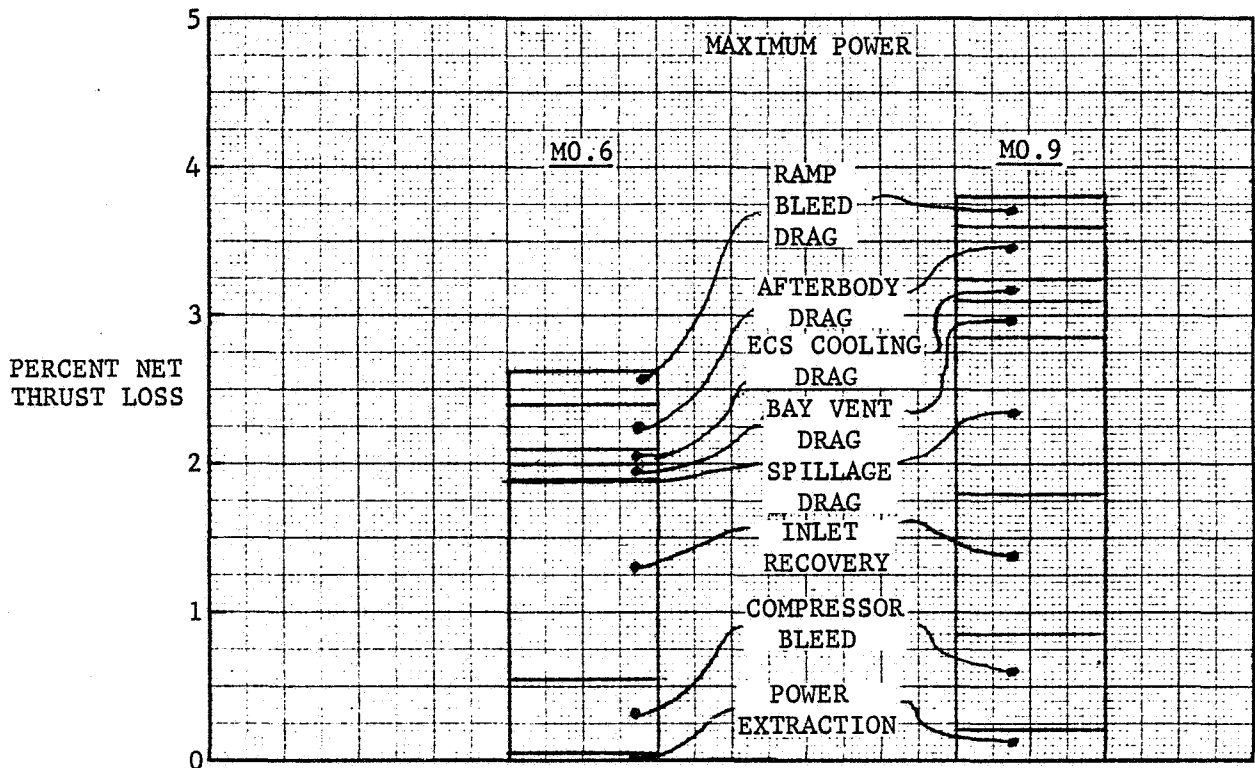 5
MAXIMUM POWER
4
M0.6
M0.9
RAMP
BLEED
DRAG
3
AFTERBODY
DRAG
PERCENT NET
THRUST LOSS
ECS COOLING
DRAG
BAY VENT
DRAG
2
SPILLAGE
DRAG
INLET
RECOVERY
1
COMPRESSOR
BLEED
POWER
EXTRACTION
0